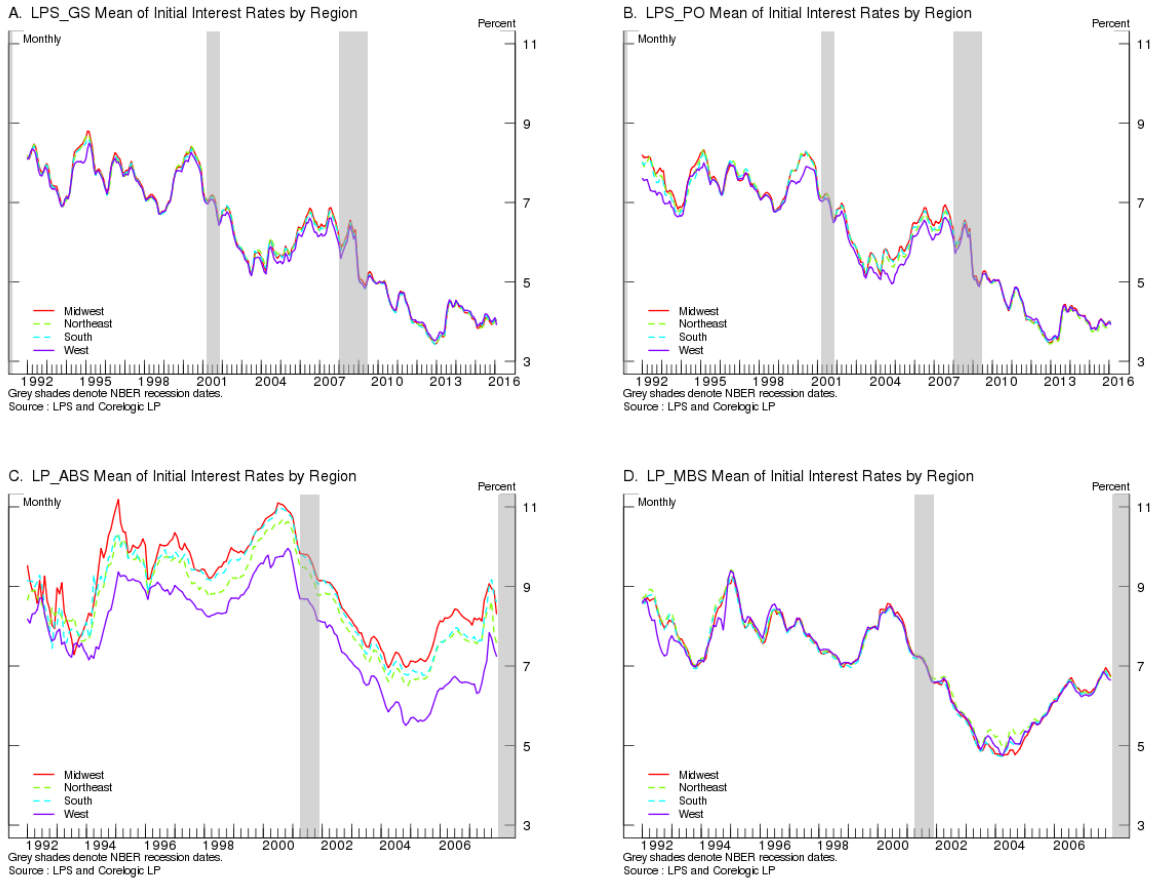 A. LPS_GS Mean of Initial Interest Rates by Region
Percent
Monthly
11
9
7
5
3
Midwest
Northeast
South
West
1992 1995 1998 2001 2004 2007 2010 2013 2016
Grey shades denote NBER recession dates.
Source : LPS and Corelogic LP
B. LPS_PO Mean of Initial Interest Rates by Region
Percent
Monthly
11
9
7
5
3
Midwest
Northeast
South
West
1992 1995 1998 2001 2004 2007 2010 2013 2016
Grey shades denote NBER recession dates.
Source : LPS and Corelogic LP
C. LP_ABS Mean of Initial Interest Rates by Region
Percent
Monthly
11
9
7
5
3
Midwest
Northeast
South
West
1992 1994 1996 1998 2000 2002 2004 2006
Grey shades denote NBER recession dates.
Source : LPS and Corelogic LP
D. LP_MBS Mean of Initial Interest Rates by Region
Percent
Monthly
11
9
7
5
3
Midwest
Northeast
South
West
1992 1994 1996 1998 2000 2002 2004 2006
Grey shades denote NBER recession dates.
Source : LPS and Corelogic LP